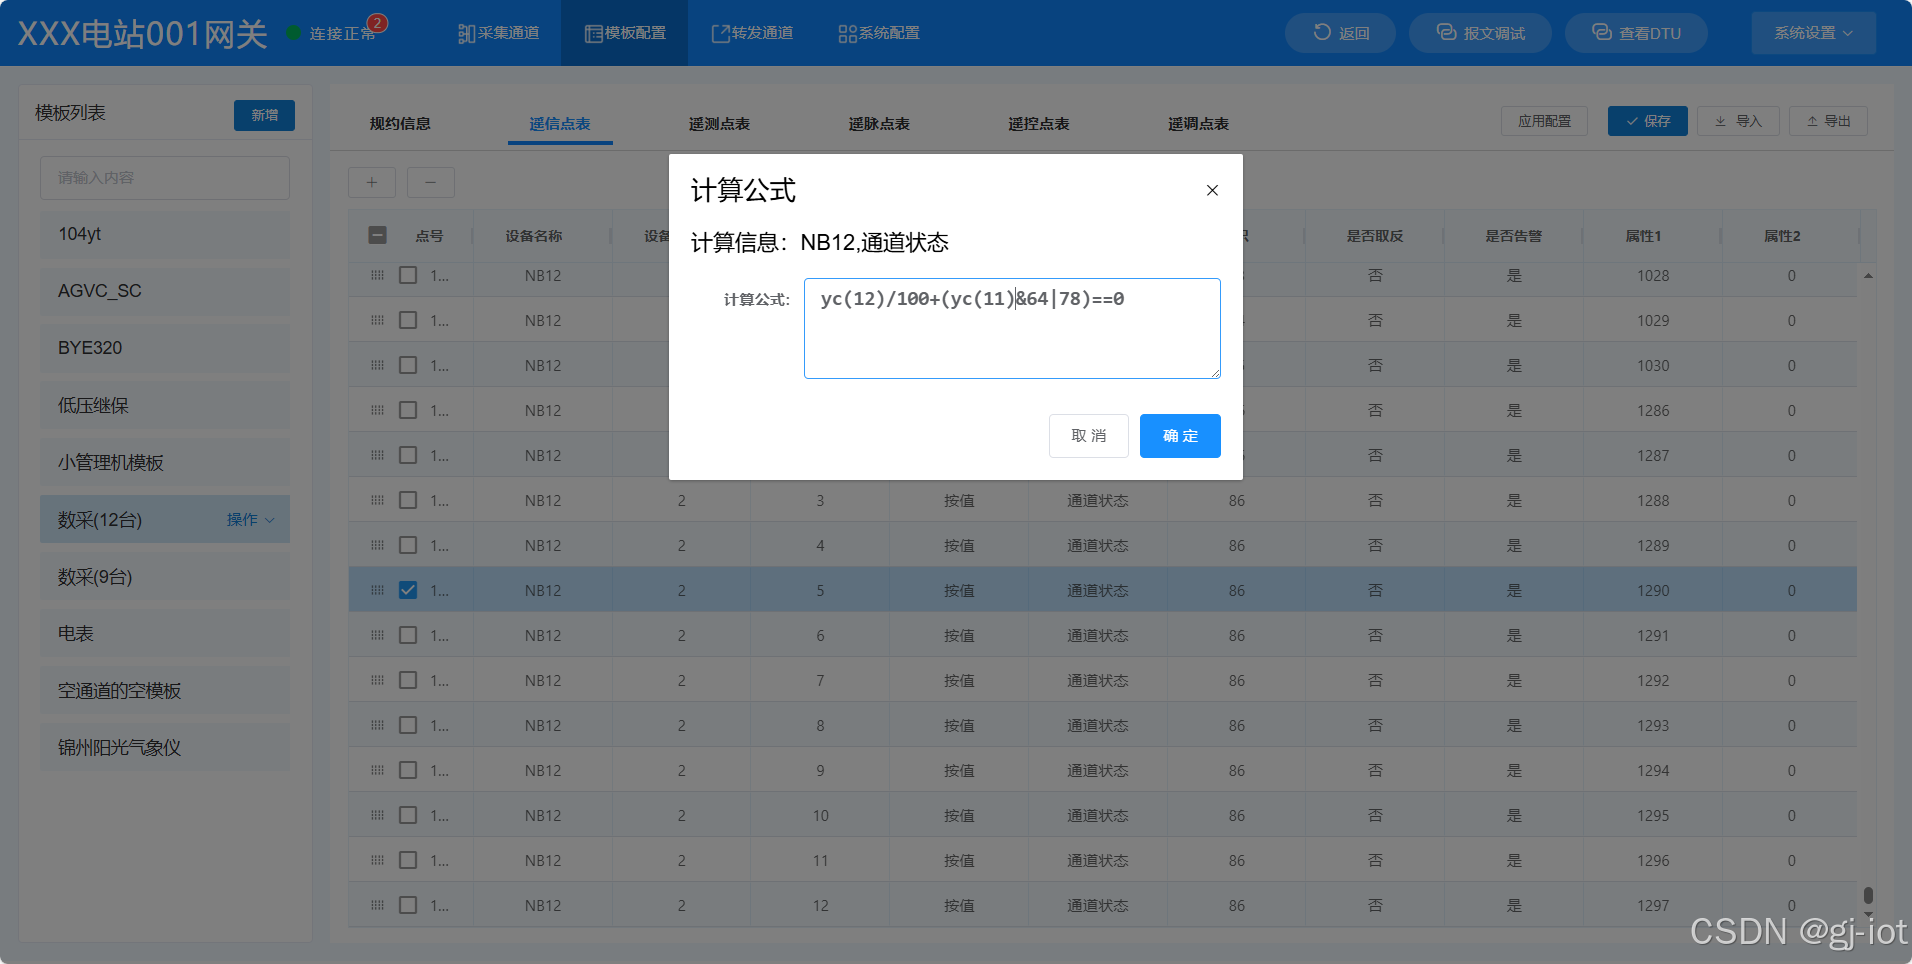 XXX电站001网关 连接正常 2 采集通道 模板配置 转发通道 系统配置 返回 报文调试 查看DTU 系统设置
模板列表 新增
请输入内容
104yt
AGVC_SC
BYE320
低压继保
小管理机模板
数采(12台) 操作
数采(9台)
电表
空通道的空模板
锦州阳光气象仪
规约信息 遥信点表 遥测点表 遥脉点表 遥控点表 遥调点表 应用配置 保存 导入 导出
点号 设备名称 设备 是否取反 是否告警 属性1 属性2
1... NB12 否 是 1028 0
1... NB12 否 是 1029 0
1... NB12 否 是 1030 0
1... NB12 否 是 1286 0
1... NB12 否 是 1287 0
1... NB12 2 3 按值 通道状态 86 否 是 1288 0
1... NB12 2 4 按值 通道状态 86 否 是 1289 0
1... NB12 2 5 按值 通道状态 86 否 是 1290 0
1... NB12 2 6 按值 通道状态 86 否 是 1291 0
1... NB12 2 7 按值 通道状态 86 否 是 1292 0
1... NB12 2 8 按值 通道状态 86 否 是 1293 0
1... NB12 2 9 按值 通道状态 86 否 是 1294 0
1... NB12 2 10 按值 通道状态 86 否 是 1295 0
1... NB12 2 11 按值 通道状态 86 否 是 1296 0
1... NB12 2 12 按值 通道状态 86 否 是 1297 0
计算公式
计算信息：NB12,通道状态
计算公式: yc(12)/100+(yc(11)&64|78)==0
取 消 确 定
CSDN @gj-iot